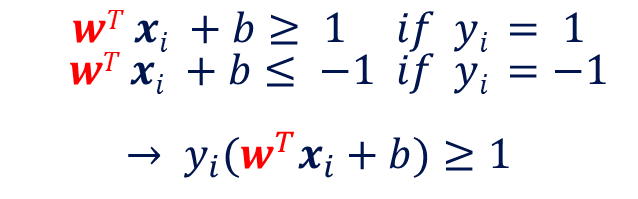 wᵀ xᵢ + b ≥ 1 if yᵢ = 1
wᵀ xᵢ + b ≤ −1 if yᵢ = −1
→ yᵢ(wᵀ xᵢ + b) ≥ 1